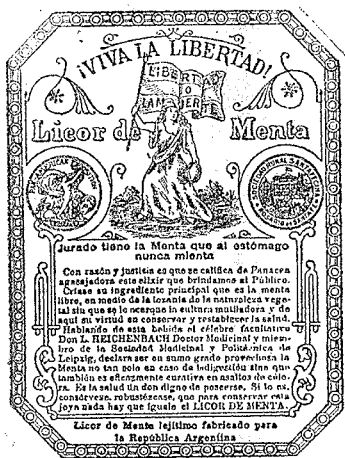 ¡VIVA LA LIBERTAD!
LIBERTAD
O
LA MUERTE
Licor de Menta
Jurado tiene la Menta que al estómago
nunca mienta
Con razón y justicia es que se califica de Panacea
agasajadora este elixir que brindamos al Público.
Críase su ingrediente principal que es la menta
libre, en medio de la lozanía de la naturaleza vege-
tal sin que se le acerque la cultura mutiladora y de
aquí su virtud en conservar y restablecer la salud.
Hablando de esta bebida el célebre facultativo
Don L. REICHENBACH Doctor Medicinal y miem-
bro de la Sociedad Medicinal y Politécnica de
Leipzig, declara ser en sumo grado provechosa la
Menta no tan solo en caso de indigestión sino que
también es eficazmente curativa en asaltos de cóle-
ra. Es la salud un don digno de ponerse. Si lo es,
consérvese, robustézcase, que para conservar esta
joya nada hay que iguale el LICOR DE MENTA.
Licor de Menta lejítimo fabricado para
la República Argentina